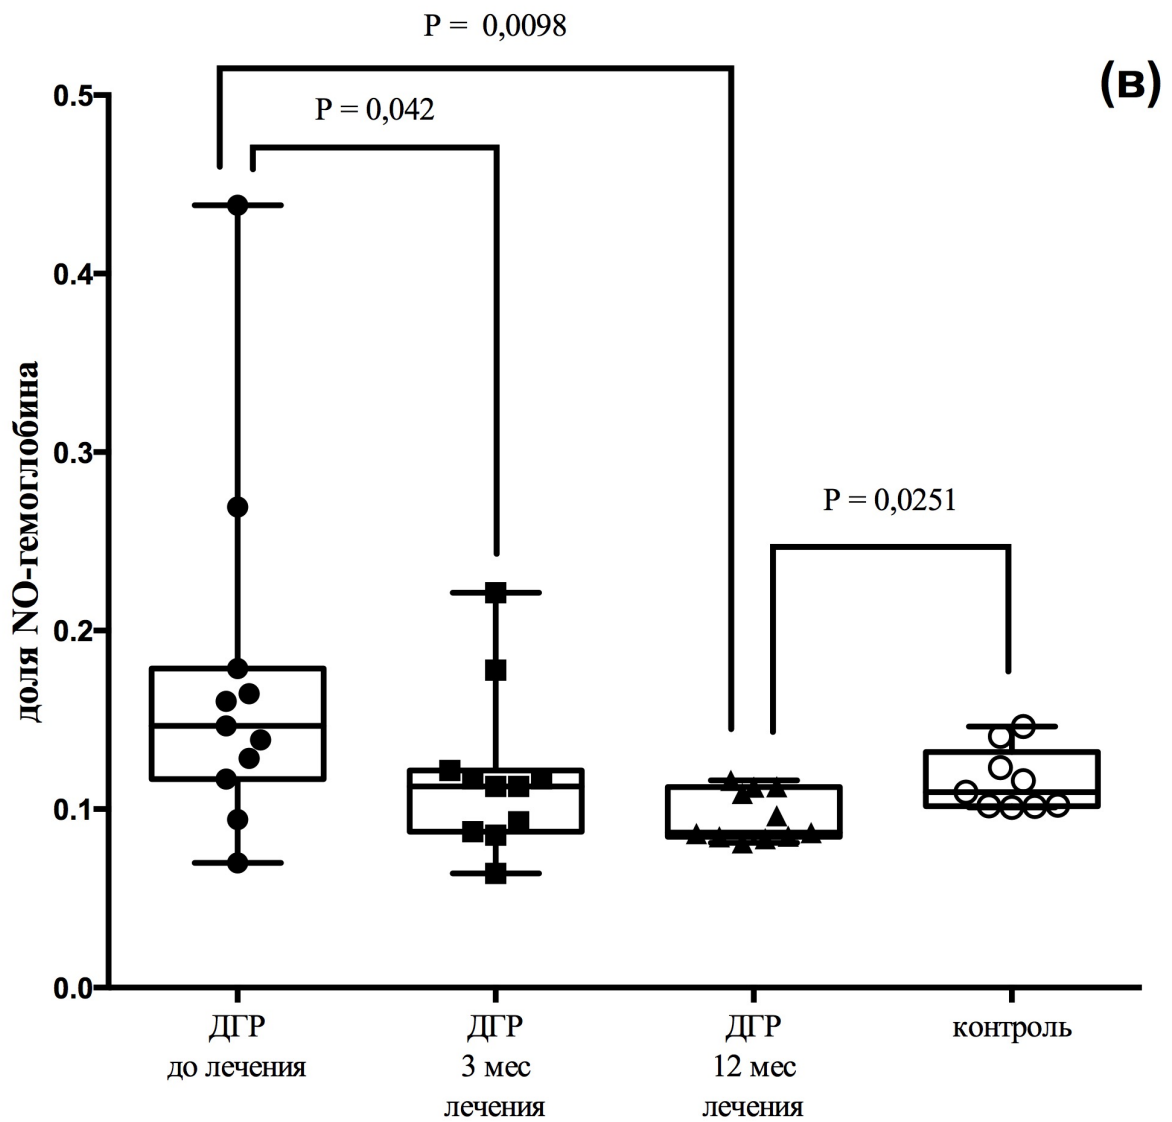 P = 0,0098
(B)
P = 0,042
0.5
0.4
0.3
0.2
0.1
0.0
доля NO-гемоглобина
P = 0,0251
ДГР
до лечения
ДГР
3 мес
лечения
ДГР
12 мес
лечения
контроль